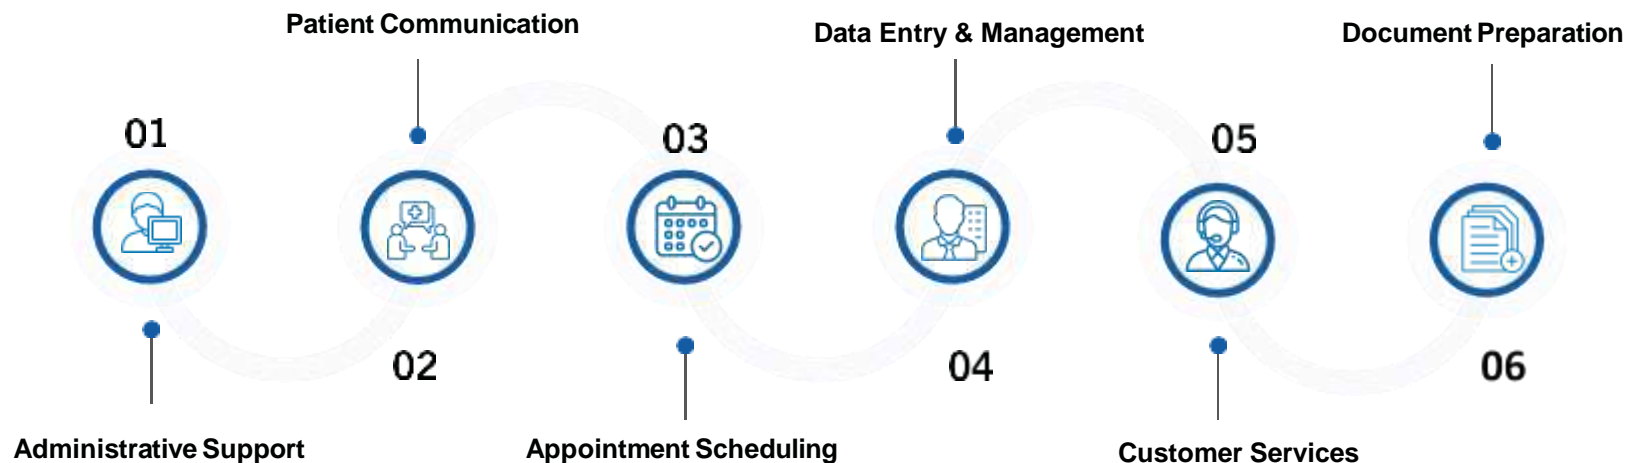 Patient Communication
Data Entry & Management
Document Preparation
01
03
05
02
04
06
Administrative Support
Appointment Scheduling
Customer Services